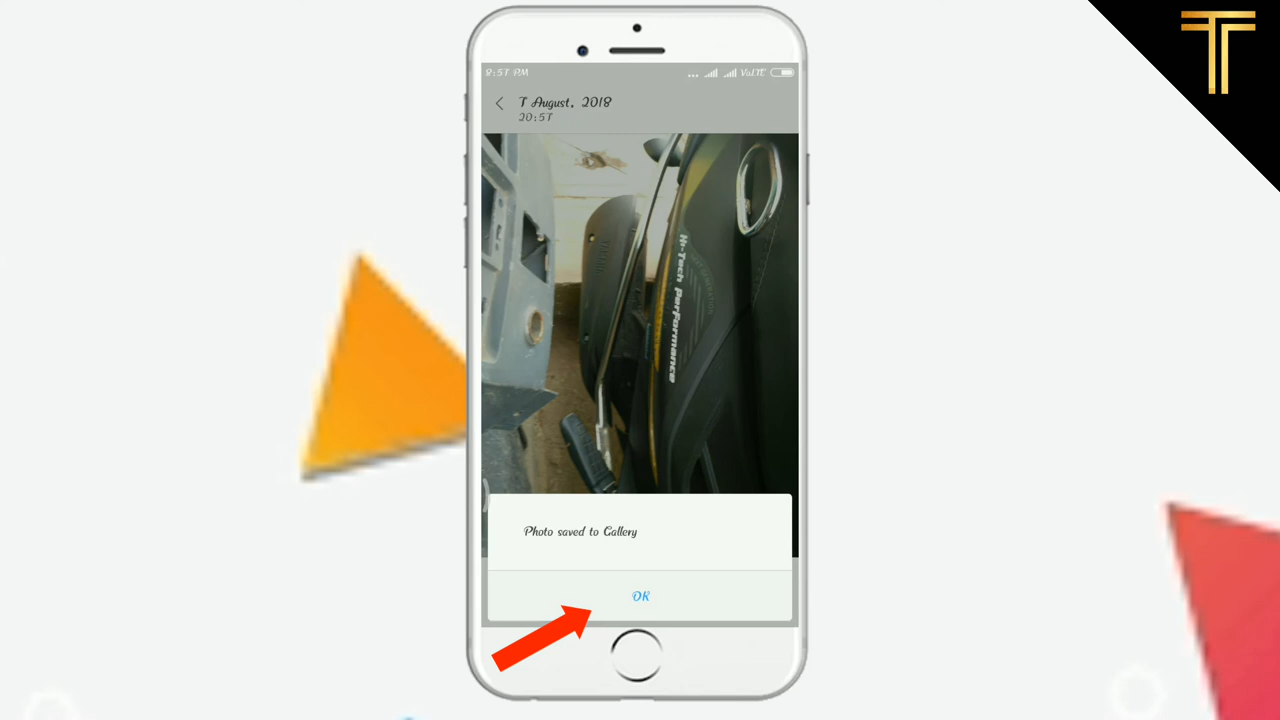 8:57 PM
VoLTE
7 August, 2018
20:57
Hi-Tech Performance
Photo saved to Gallery
OK